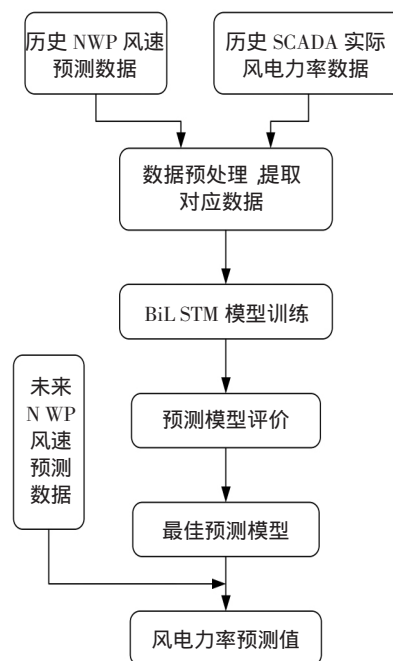 历史 NWP 风速
预测数据
历史 SCADA 实际
风电力率数据
数据预处理 ,提取
对应数据
BiL STM 模型训练
未来
N WP
风速
预测
数据
预测模型评价
最佳预测模型
风电力率预测值